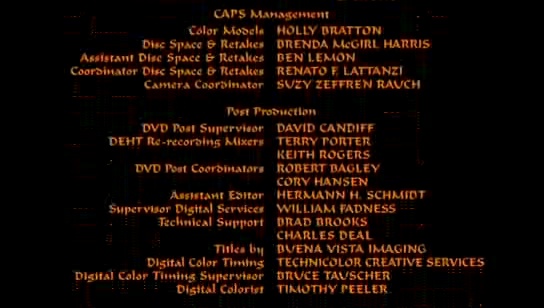 CAPS Management
Color Models HOLLY BRATTON
Disc Space & Retakes BRENDA McGIRL HARRIS
Assistant Disc Space & Retakes BEN LEMON
Coordinator Disc Space & Retakes RENATO F. LATTANZI
Camera Coordinator SUZY ZEFFREN RAUCH
Post Production
DVD Post Supervisor DAVID CANDIFF
DEHT Re-recording Mixers TERRY PORTER
KEITH ROGERS
DVD Post Coordinators ROBERT BAGLEY
CORY HANSEN
Assistant Editor HERMANN H. SCHMIDT
Supervisor Digital Services WILLIAM FADNESS
Technical Support BRAD BROOKS
CHARLES DEAL
Titles by BUENA VISTA IMAGING
Digital Color Timing TECHNICOLOR CREATIVE SERVICES
Digital Color Timing Supervisor BRUCE TAUSCHER
Digital Colorist TIMOTHY PEELER